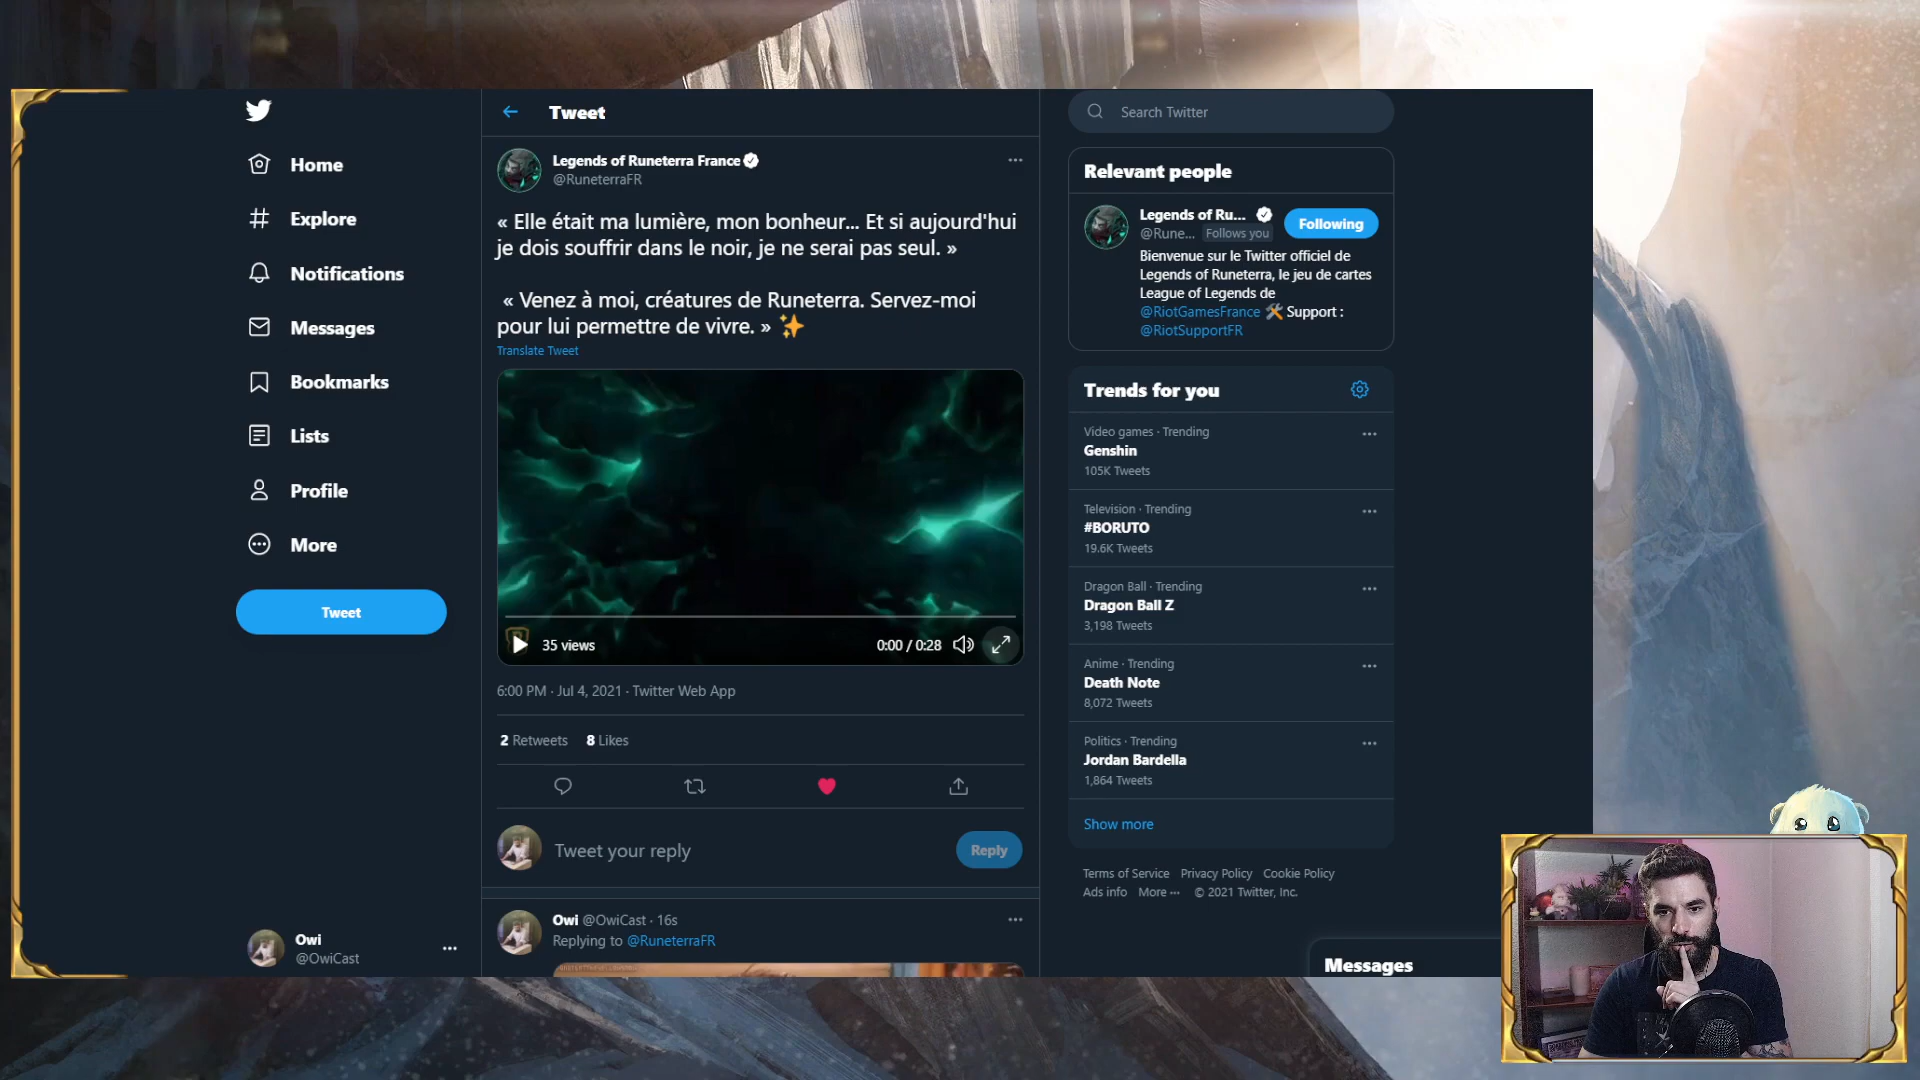 Home
Explore
Notifications
Messages
Bookmarks
Lists
Profile
More
Tweet
Owi
@OwiCast
Tweet
Legends of Runeterra France
@RuneterraFR
« Elle était ma lumière, mon bonheur... Et si aujourd'hui
je dois souffrir dans le noir, je ne serai pas seul. »
« Venez à moi, créatures de Runeterra. Servez-moi
pour lui permettre de vivre. » ✨
Translate Tweet
35 views
0:00 / 0:28
6:00 PM · Jul 4, 2021 · Twitter Web App
2 Retweets 8 Likes
Tweet your reply
Reply
Owi @OwiCast · 16s
Replying to @RuneterraFR
Search Twitter
Relevant people
Legends of Ru...
Following
@Rune... Follows you
Bienvenue sur le Twitter officiel de
Legends of Runeterra, le jeu de cartes
League of Legends de
@RiotGamesFrance 🛠️ Support :
@RiotSupportFR
Trends for you
Video games · Trending
Genshin
105K Tweets
Television · Trending
#BORUTO
19.6K Tweets
Dragon Ball · Trending
Dragon Ball Z
3,198 Tweets
Anime · Trending
Death Note
8,072 Tweets
Politics · Trending
Jordan Bardella
1,864 Tweets
Show more
Terms of Service Privacy Policy Cookie Policy
Ads info More ··· © 2021 Twitter, Inc.
Messages